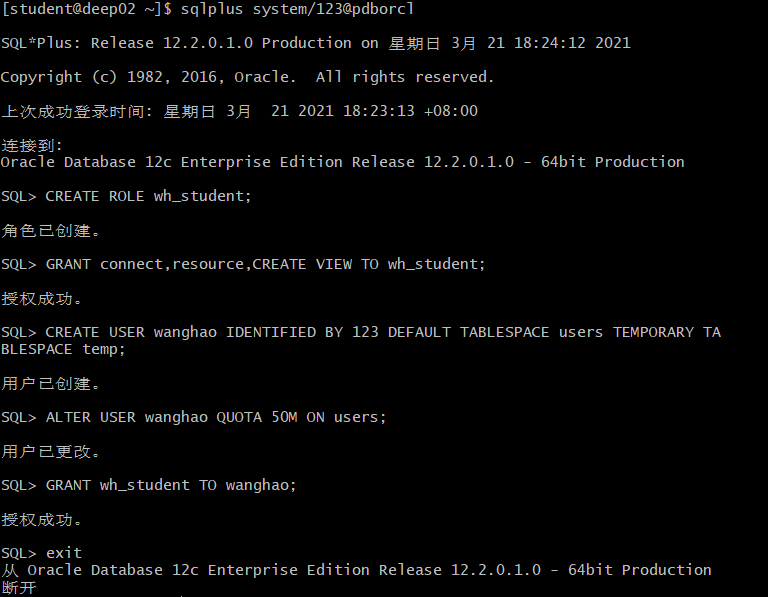 [student@deep02 ~]$ sqlplus system/123@pdborcl
SQL*Plus: Release 12.2.0.1.0 Production on 星期日 3月 21 18:24:12 2021
Copyright (c) 1982, 2016, Oracle.  All rights reserved.
上次成功登录时间: 星期日 3月  21 2021 18:23:13 +08:00
连接到:
Oracle Database 12c Enterprise Edition Release 12.2.0.1.0 - 64bit Production
SQL> CREATE ROLE wh_student;
角色已创建。
SQL> GRANT connect,resource,CREATE VIEW TO wh_student;
授权成功。
SQL> CREATE USER wanghao IDENTIFIED BY 123 DEFAULT TABLESPACE users TEMPORARY TA
BLESPACE temp;
用户已创建。
SQL> ALTER USER wanghao QUOTA 50M ON users;
用户已更改。
SQL> GRANT wh_student TO wanghao;
授权成功。
SQL> exit
从 Oracle Database 12c Enterprise Edition Release 12.2.0.1.0 - 64bit Production
断开